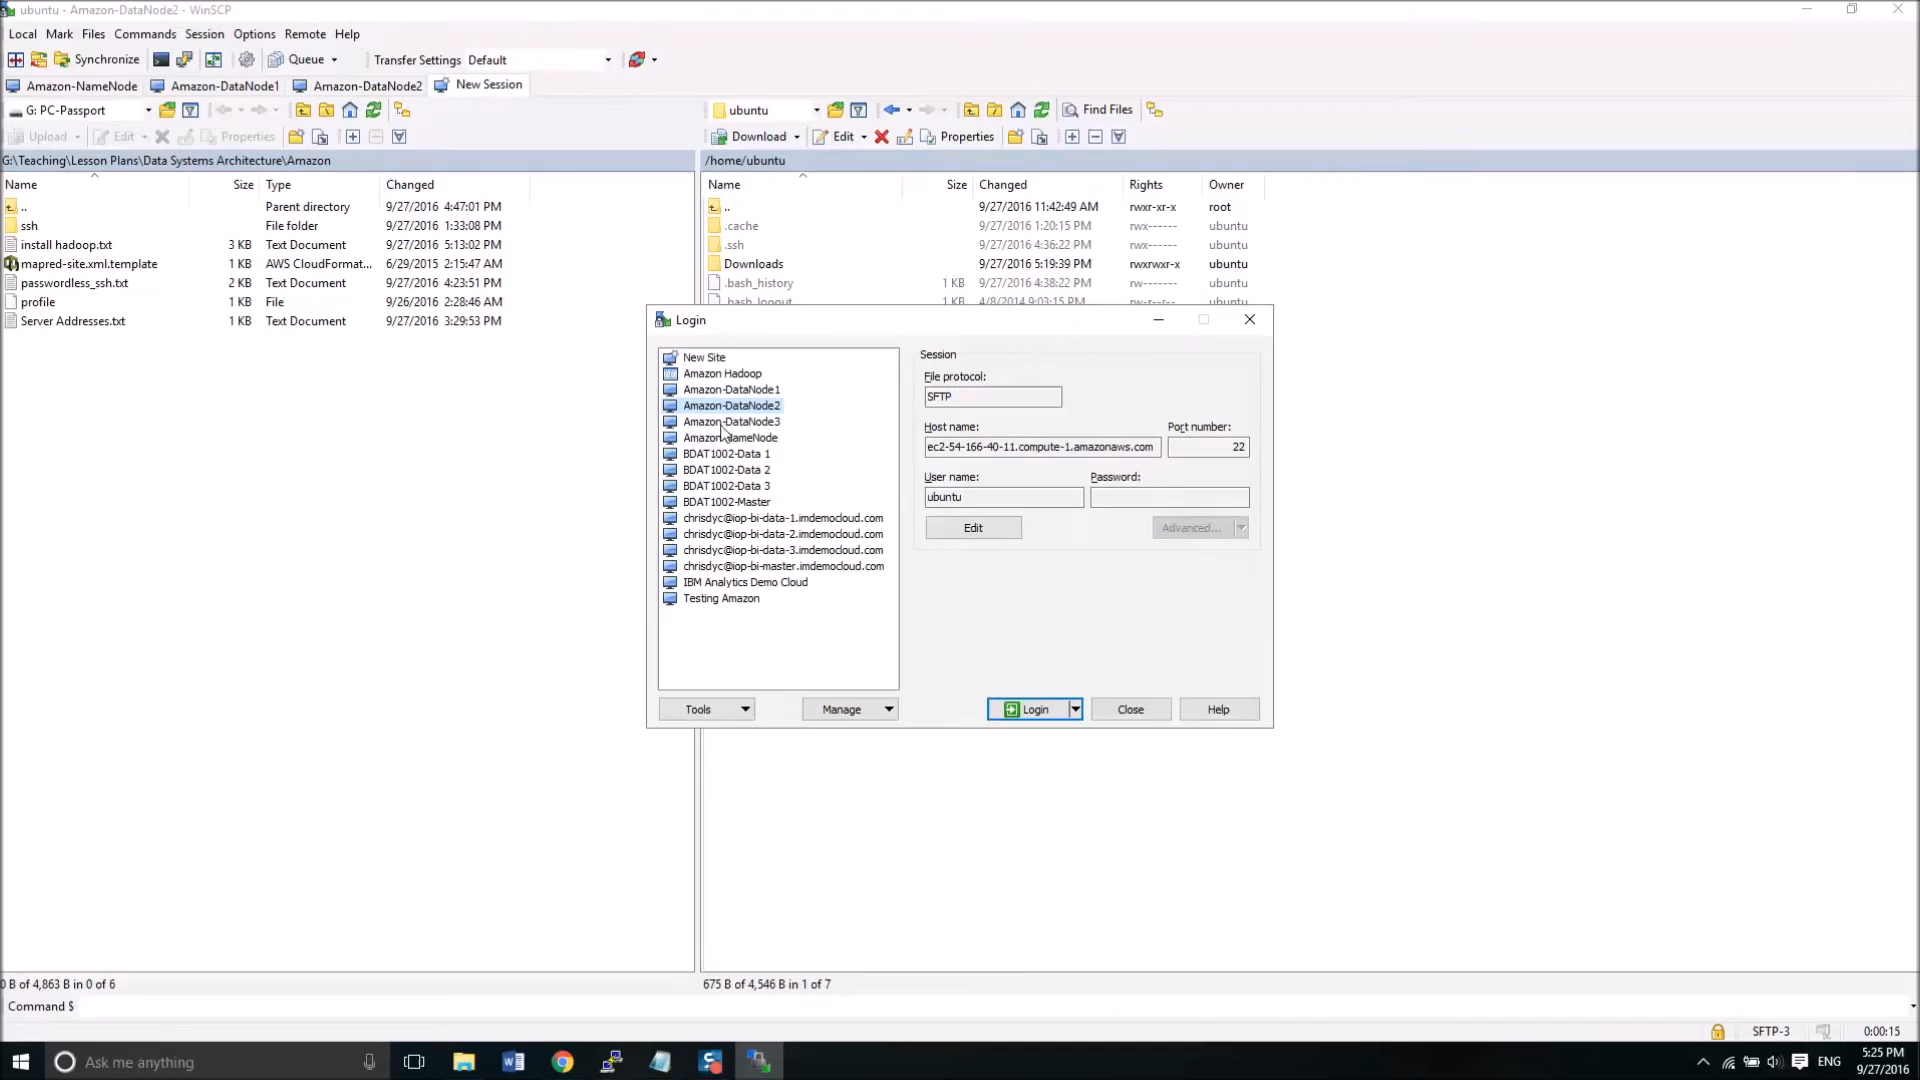 ubuntu - Amazon-DataNode2 - WinSCP
Local Mark Files Commands Session Options Remote Help
Synchronize Queue Transfer Settings Default
Amazon-NameNode Amazon-DataNode1 Amazon-DataNode2 New Session
G: PC-Passport
Upload Edit Properties
G:\Teaching\Lesson Plans\Data Systems Architecture\Amazon
Name Size Type Changed
.. Parent directory 9/27/2016 4:47:01 PM
ssh File folder 9/27/2016 1:33:08 PM
install hadoop.txt 3 KB Text Document 9/27/2016 5:13:02 PM
mapred-site.xml.template 1 KB AWS CloudFormat... 6/29/2015 2:15:47 AM
passwordless_ssh.txt 2 KB Text Document 9/27/2016 4:23:51 PM
profile 1 KB File 9/26/2016 2:28:46 AM
Server Addresses.txt 1 KB Text Document 9/27/2016 3:29:53 PM
ubuntu Find Files
Download Edit Properties
/home/ubuntu
Name Size Changed Rights Owner
.. 9/27/2016 11:42:49 AM rwxr-xr-x root
.cache 9/27/2016 1:20:15 PM rwx------ ubuntu
.ssh 9/27/2016 4:36:22 PM rwx------ ubuntu
Downloads 9/27/2016 5:19:39 PM rwxrwxr-x ubuntu
.bash_history 1 KB 9/27/2016 4:38:22 PM rw------- ubuntu
.bash_logout 1 KB 4/8/2014 9:03:15 PM rw-r--r-- ubuntu
Login
New Site
Amazon Hadoop
Amazon-DataNode1
Amazon-DataNode2
Amazon-DataNode3
Amazon-NameNode
BDAT1002-Data 1
BDAT1002-Data 2
BDAT1002-Data 3
BDAT1002-Master
chrisdyc@iop-bi-data-1.imdemocloud.com
chrisdyc@iop-bi-data-2.imdemocloud.com
chrisdyc@iop-bi-data-3.imdemocloud.com
chrisdyc@iop-bi-master.imdemocloud.com
IBM Analytics Demo Cloud
Testing Amazon
Session
File protocol:
SFTP
Host name: Port number:
ec2-54-166-40-11.compute-1.amazonaws.com 22
User name: Password:
ubuntu
Edit Advanced...
Tools Manage Login Close Help
0 B of 4,863 B in 0 of 6
675 B of 4,546 B in 1 of 7
Command $
SFTP-3 0:00:15
Ask me anything
ENG
5:25 PM
9/27/2016